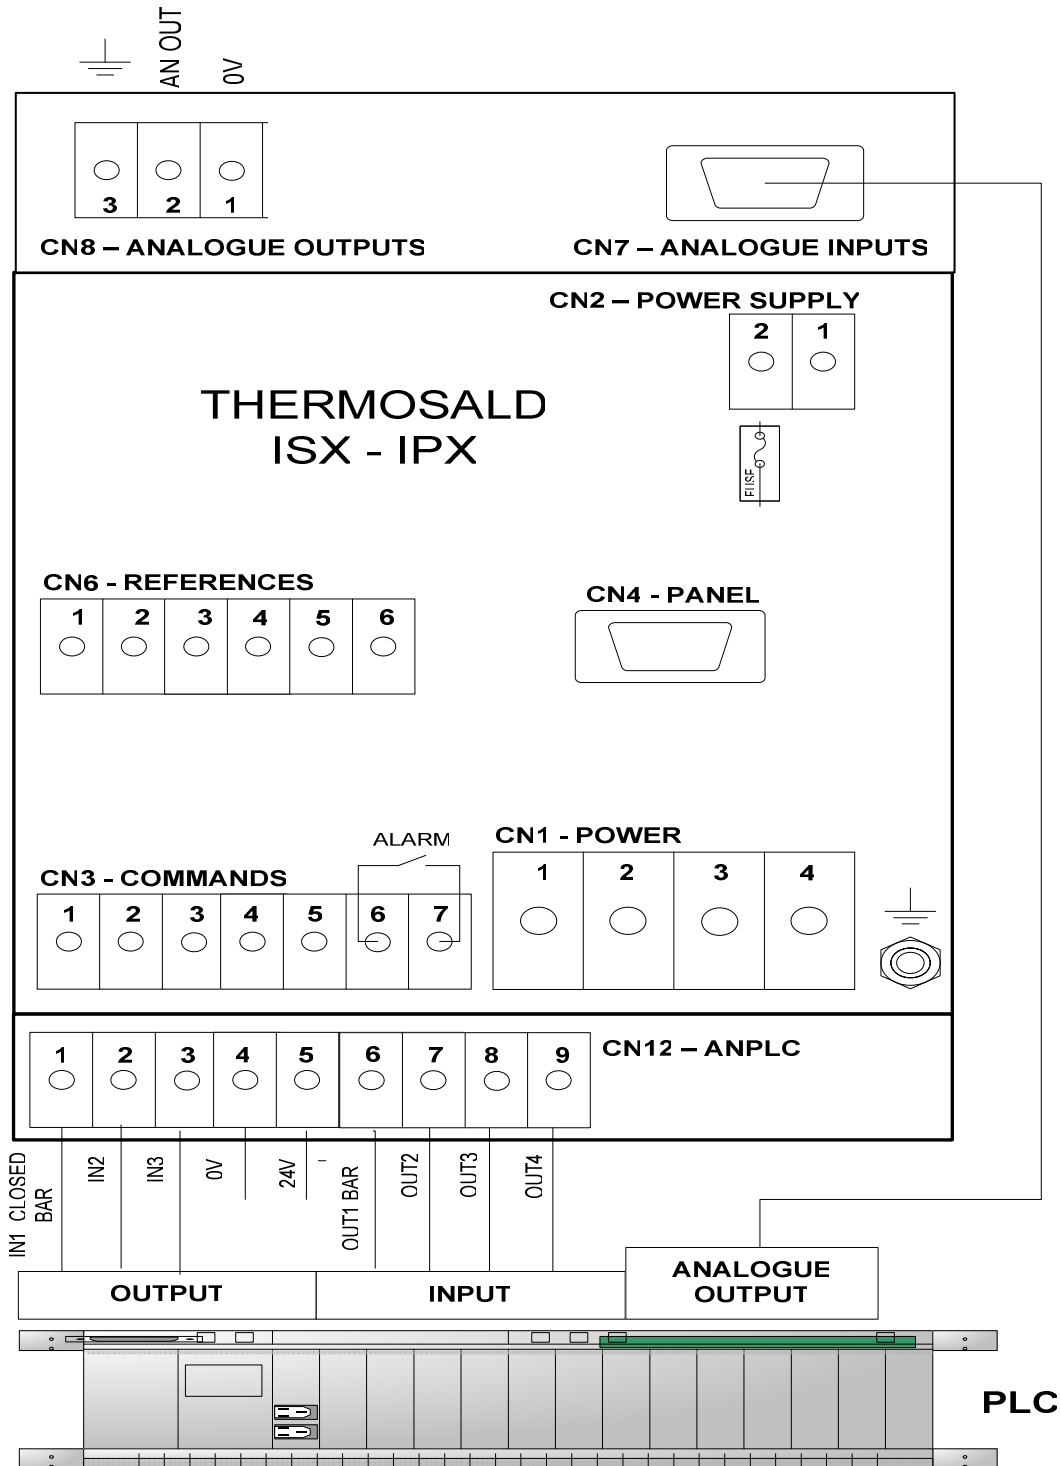 AN OUT
0V
3 2 1
CN8 – ANALOGUE OUTPUTS
CN7 – ANALOGUE INPUTS
CN2 – POWER SUPPLY
2 1
THERMOSALD
ISX - IPX
FUSE
CN6 - REFERENCES
1 2 3 4 5 6
CN4 - PANEL
ALARM
CN1 - POWER
1 2 3 4
CN3 - COMMANDS
1 2 3 4 5 6 7
1 2 3 4 5 6 7 8 9
CN12 – ANPLC
IN1 CLOSED
BAR
IN2
IN3
0V
24V
OUT1 BAR
OUT2
OUT3
OUT4
OUTPUT
INPUT
ANALOGUE
OUTPUT
PLC